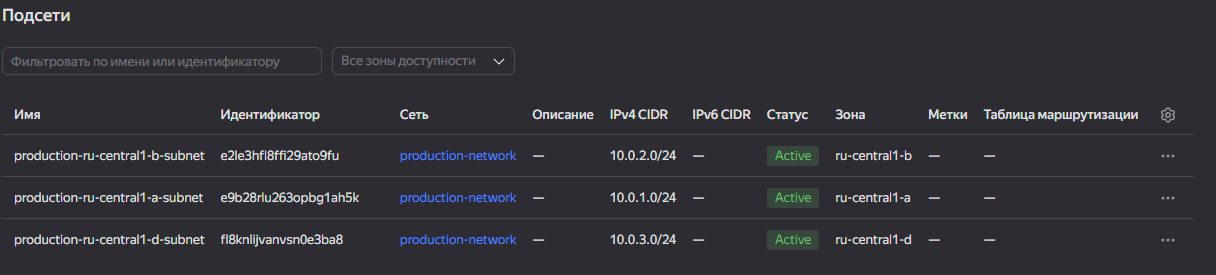 Подсети
Фильтровать по имени или идентификатору Все зоны доступности
Имя Идентификатор Сеть Описание IPv4 CIDR IPv6 CIDR Статус Зона Метки Таблица маршрутизации
production-ru-central1-b-subnet e2le3hfl8ffi29ato9fu production-network — 10.0.2.0/24 — Active ru-central1-b — —
production-ru-central1-a-subnet e9b28rlu263opbg1ah5k production-network — 10.0.1.0/24 — Active ru-central1-a — —
production-ru-central1-d-subnet fl8knlijvanvsn0e3ba8 production-network — 10.0.3.0/24 — Active ru-central1-d — —